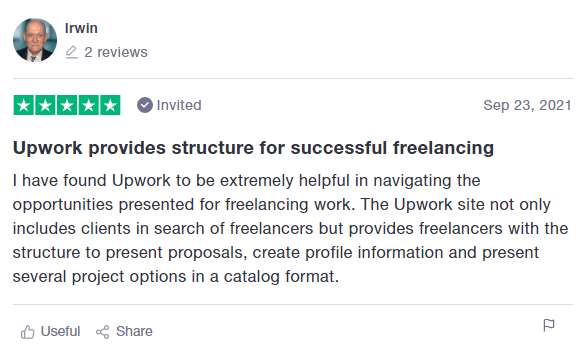 Irwin
2 reviews
Invited
Sep 23, 2021
Upwork provides structure for successful freelancing
I have found Upwork to be extremely helpful in navigating the
opportunities presented for freelancing work. The Upwork site not only
includes clients in search of freelancers but provides freelancers with the
structure to present proposals, create profile information and present
several project options in a catalog format.
Useful
Share